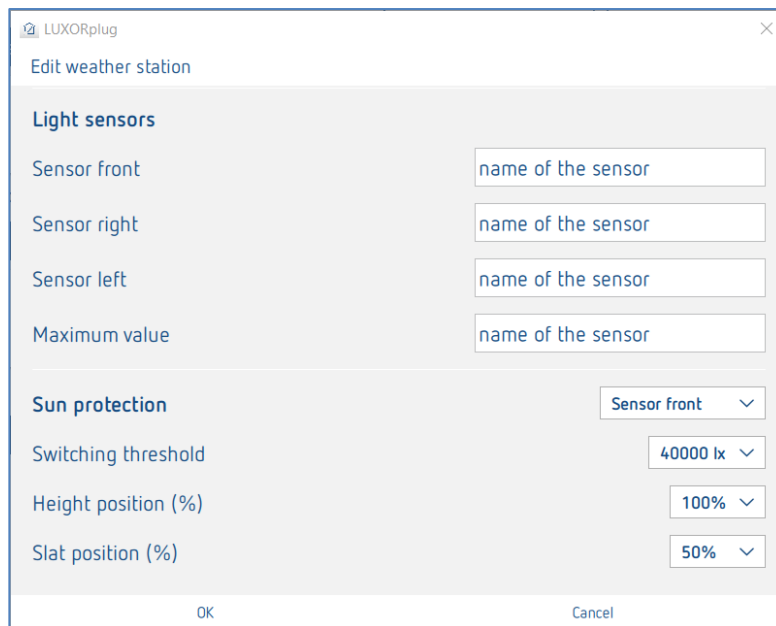 LUXORplug
Edit weather station
Light sensors
Sensor front name of the sensor
Sensor right name of the sensor
Sensor left name of the sensor
Maximum value name of the sensor
Sun protection Sensor front
Switching threshold 40000 lx
Height position (%) 100%
Slat position (%) 50%
OK Cancel